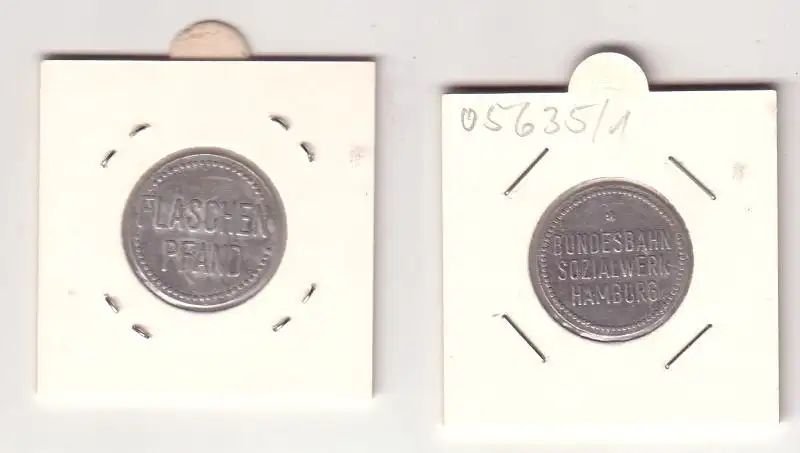 FLASCHEN
PFAND
05635/1
BUNDESBAHN
SOZIALWERK
HAMBURG